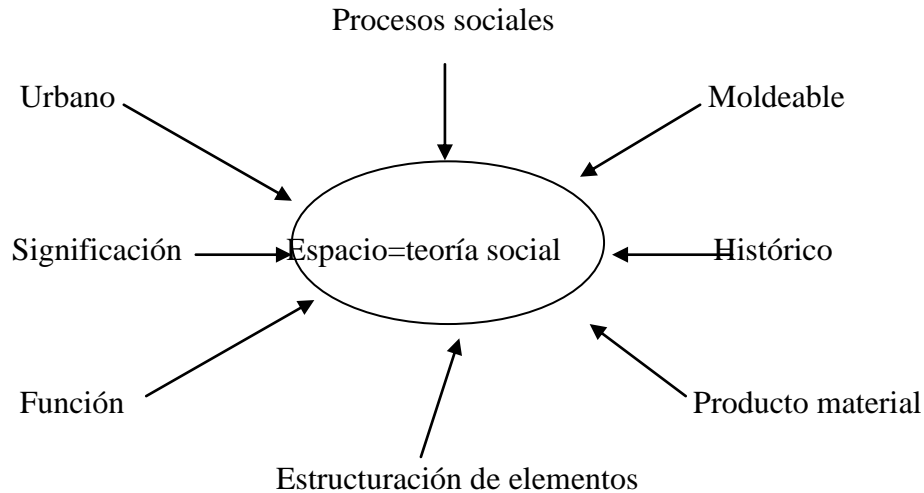 Procesos sociales
Urbano
Moldeable
Significación
Espacio=teoría social
Histórico
Función
Producto material
Estructuración de elementos